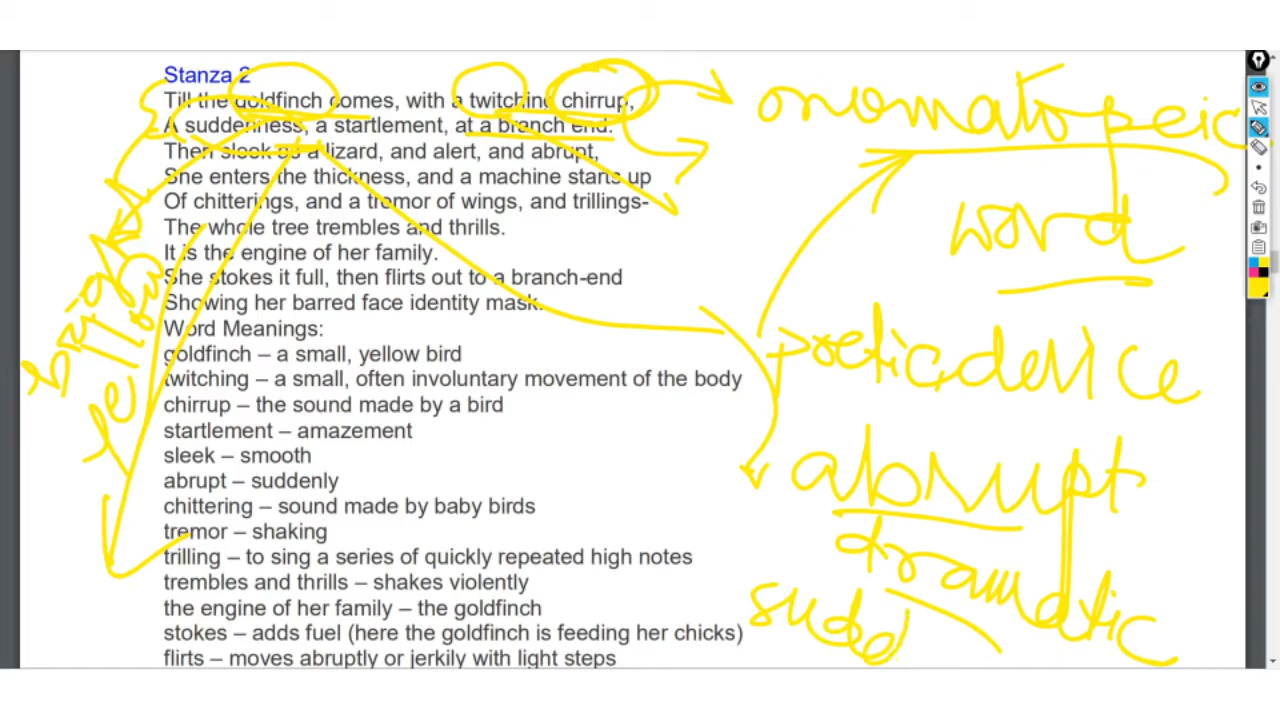 Stanza 2
Till the goldfinch comes, with a twitching chirrup,
A suddenness, a startlement, at a branch end.
Then sleek as a lizard, and alert, and abrupt,
She enters the thickness, and a machine starts up
Of chitterings, and a tremor of wings, and trillings-
The whole tree trembles and thrills.
It is the engine of her family.
She stokes it full, then flirts out to a branch-end
Showing her barred face identity mask.
Word Meanings:
goldfinch – a small, yellow bird
twitching – a small, often involuntary movement of the body
chirrup – the sound made by a bird
startlement – amazement
sleek – smooth
abrupt – suddenly
chittering – sound made by baby birds
tremor – shaking
trilling – to sing a series of quickly repeated high notes
trembles and thrills – shakes violently
the engine of her family – the goldfinch
stokes – adds fuel (here the goldfinch is feeding her chicks)
flirts – moves abruptly or jerkily with light steps
bright
yellow
onomatopeic
word
poetic device
abrupt
dramatic
sudd